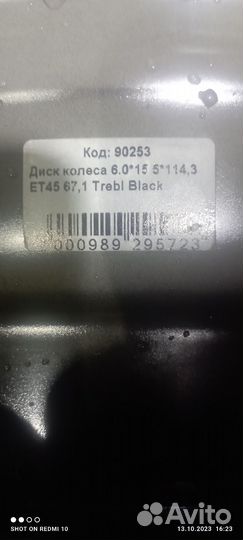 Код: 90253
Диск колеса 6.0*15 5*114,3
ET45 67,1 Trebl Black
000989 295723
SHOT ON REDMI 10
13.10.2023 16:23
Avito